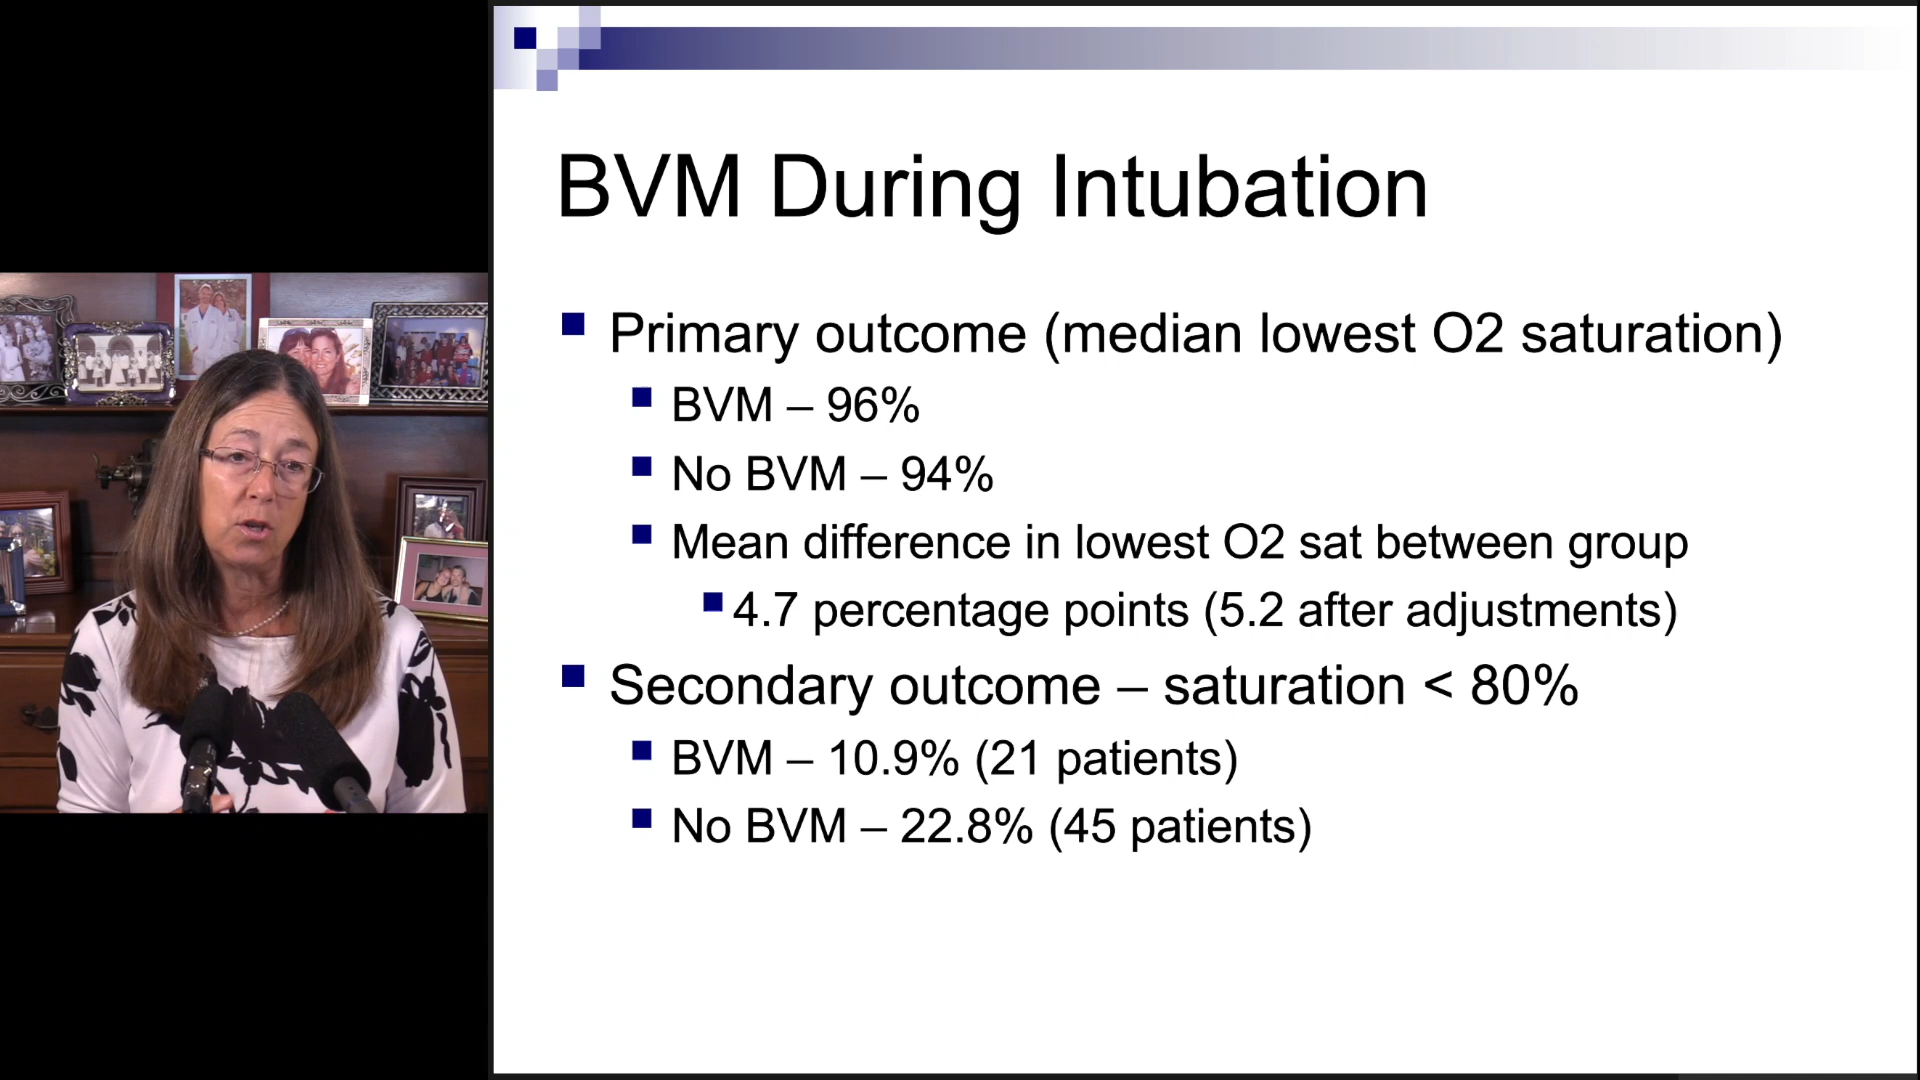 BVM During Intubation
Primary outcome (median lowest O2 saturation)
BVM – 96%
No BVM – 94%
Mean difference in lowest O2 sat between group
4.7 percentage points (5.2 after adjustments)
Secondary outcome – saturation < 80%
BVM – 10.9% (21 patients)
No BVM – 22.8% (45 patients)